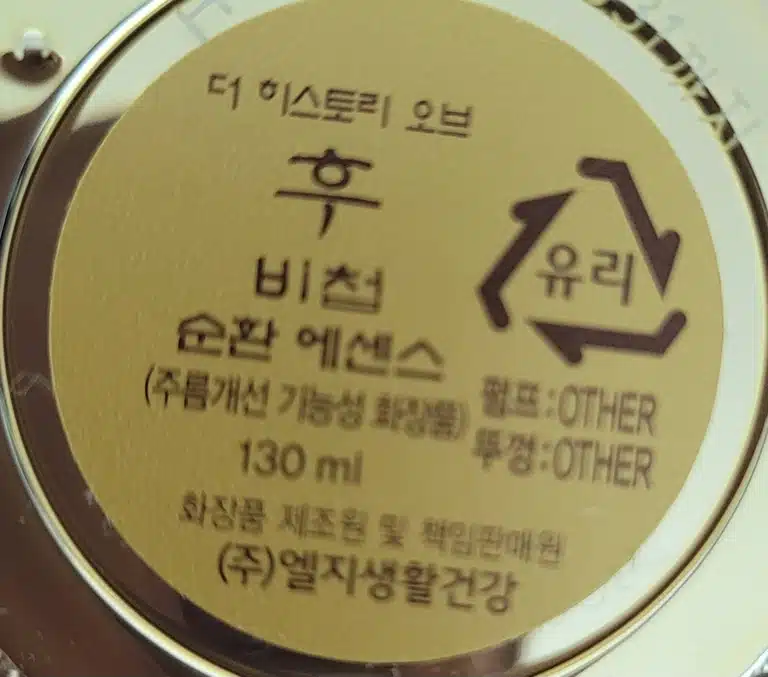 더 히스토리 오브
후
비첩
순환 에센스
(주름개선 기능성 화장품)
130 ml
화장품 제조원 및 책임판매원
(주)엘지생활건강
유리
펌프:OTHER
뚜껑:OTHER